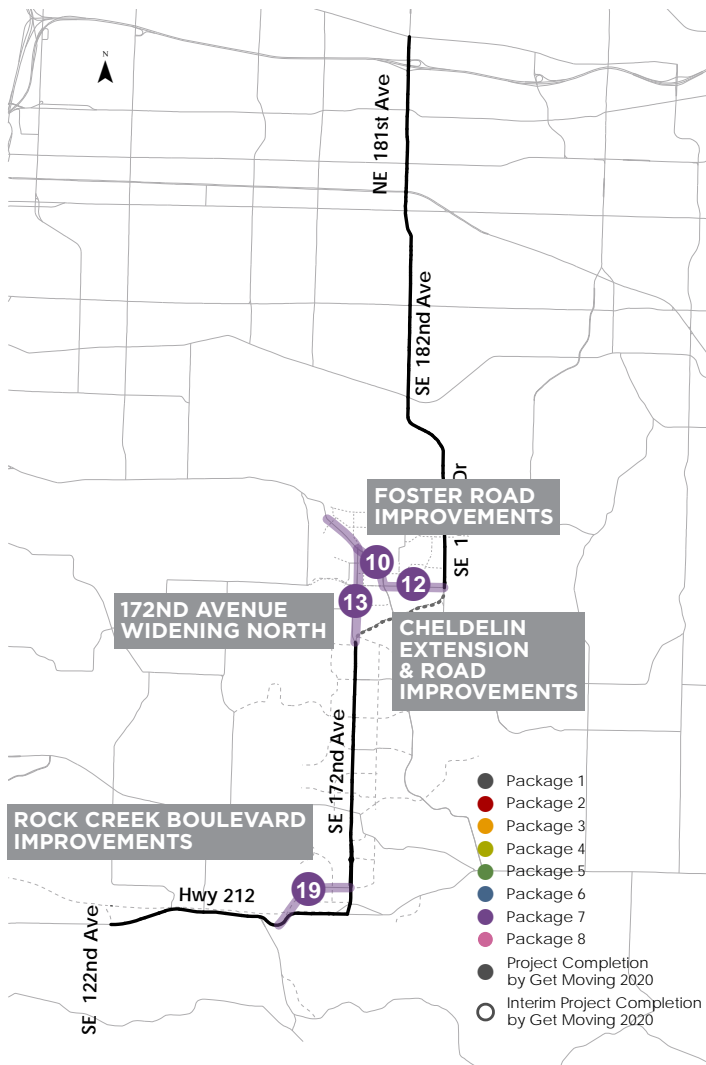 N
NE 181st Ave
SE 182nd Ave
FOSTER ROAD
IMPROVEMENTS
10
12
13
172ND AVENUE
WIDENING NORTH
CHELDELIN
EXTENSION
& ROAD
IMPROVEMENTS
SE 172nd Ave
ROCK CREEK BOULEVARD
IMPROVEMENTS
19
Hwy 212
SE 122nd Ave
Package 1
Package 2
Package 3
Package 4
Package 5
Package 6
Package 7
Package 8
Project Completion
by Get Moving 2020
Interim Project Completion
by Get Moving 2020